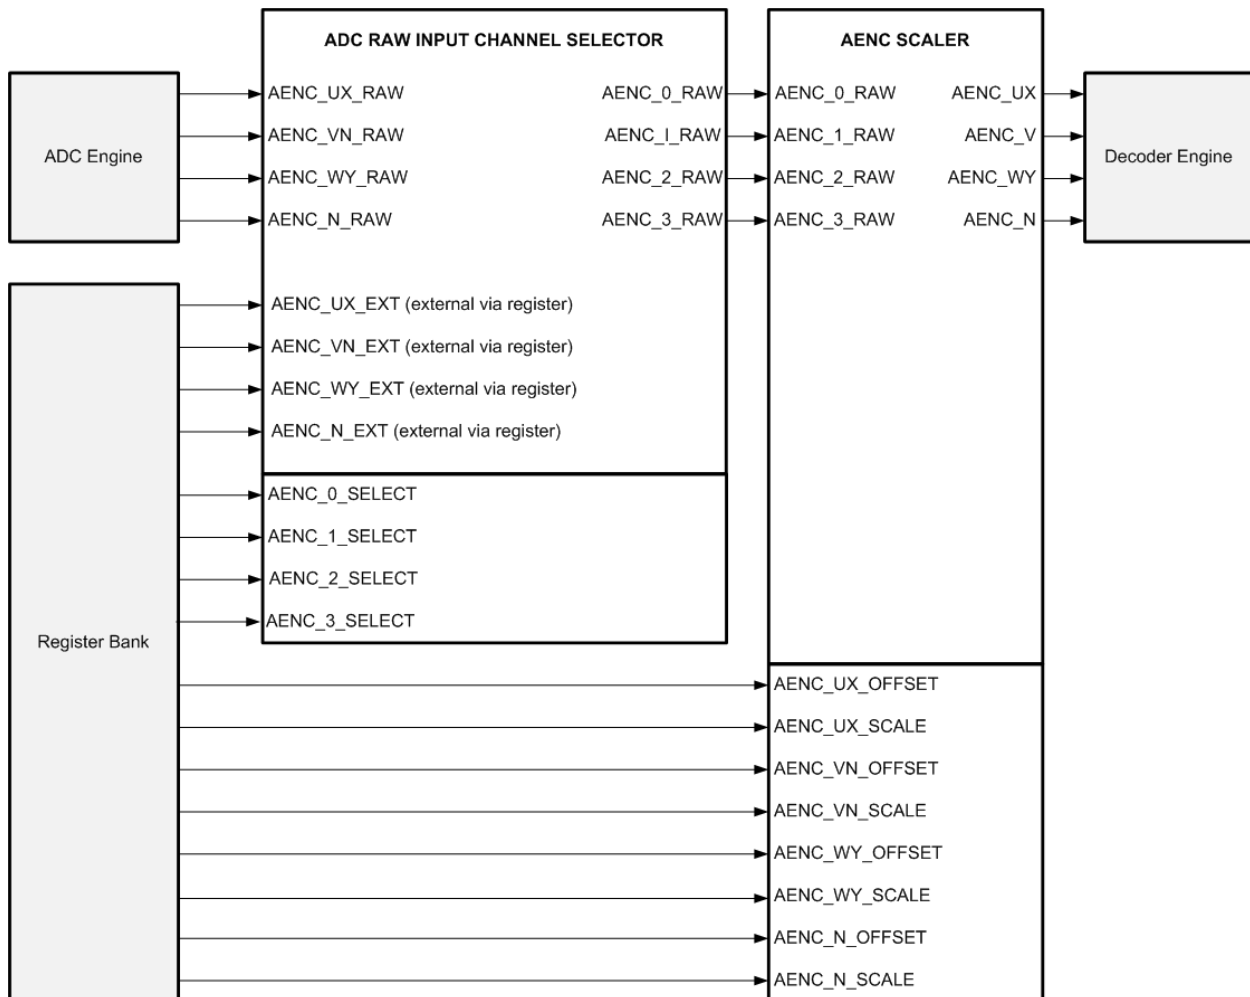 ADC RAW INPUT CHANNEL SELECTOR
AENC SCALER
ADC Engine
AENC_UX_RAW
AENC_VN_RAW
AENC_WY_RAW
AENC_N_RAW
AENC_0_RAW
AENC_I_RAW
AENC_2_RAW
AENC_3_RAW
AENC_0_RAW
AENC_1_RAW
AENC_2_RAW
AENC_3_RAW
AENC_UX
AENC_V
AENC_WY
AENC_N
Decoder Engine
AENC_UX_EXT (external via register)
AENC_VN_EXT (external via register)
AENC_WY_EXT (external via register)
AENC_N_EXT (external via register)
AENC_0_SELECT
AENC_1_SELECT
AENC_2_SELECT
AENC_3_SELECT
Register Bank
AENC_UX_OFFSET
AENC_UX_SCALE
AENC_VN_OFFSET
AENC_VN_SCALE
AENC_WY_OFFSET
AENC_WY_SCALE
AENC_N_OFFSET
AENC_N_SCALE